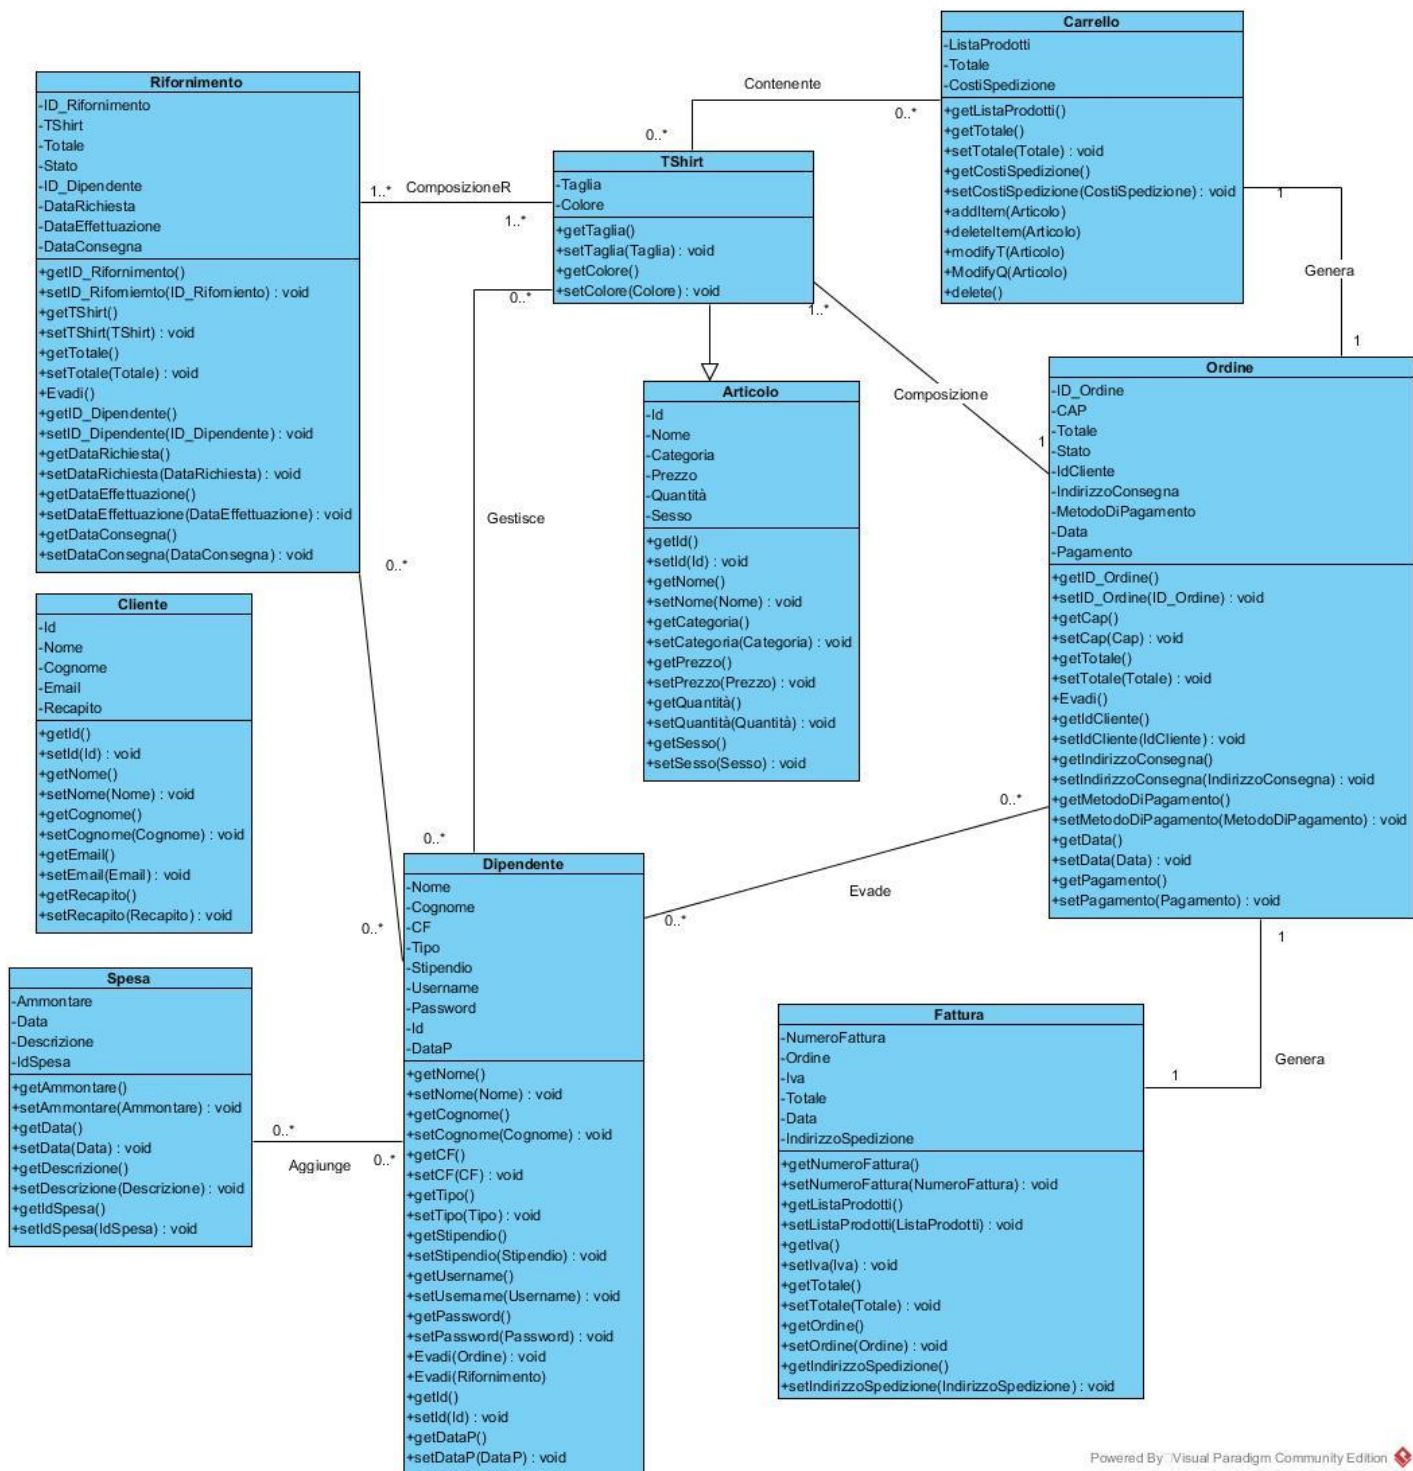 Carrello
-ListaProdotti
-Totale
-CostiSpedizione
+getListaProdotti()
+getTotale()
+setTotale(Totale) : void
+getCostiSpedizione()
+setCostiSpedizione(CostiSpedizione) : void
+addItem(Articolo)
+deleteItem(Articolo)
+modifyT(Articolo)
+ModifyQ(Articolo)
+delete()
Contenente
0..*
0..*
Rifornimento
-ID_Rifornimento
-TShirt
-Totale
-Stato
-ID_Dipendente
-DataRichiesta
-DataEffettuazione
-DataConsegna
+getID_Rifornimento()
+setID_Riforniemto(ID_Riforniento) : void
+getTShirt()
+setTShirt(TShirt) : void
+getTotale()
+setTotale(Totale) : void
+Evadi()
+getID_Dipendente()
+setID_Dipendente(ID_Dipendente) : void
+getDataRichiesta()
+setDataRichiesta(DataRichiesta) : void
+getDataEffettuazione()
+setDataEffettuazione(DataEffettuazione) : void
+getDataConsegna()
+setDataConsegna(DataConsegna) : void
1..*
ComposizioneR
1..*
TShirt
-Taglia
-Colore
+getTaglia()
+setTaglia(Taglia) : void
+getColore()
+setColore(Colore) : void
0..*
1..*
1
Genera
1
Composizione
1
Articolo
-Id
-Nome
-Categoria
-Prezzo
-Quantità
-Sesso
+getId()
+setId(Id) : void
+getNome()
+setNome(Nome) : void
+getCategoria()
+setCategoria(Categoria) : void
+getPrezzo()
+setPrezzo(Prezzo) : void
+getQuantità()
+setQuantità(Quantità) : void
+getSesso()
+setSesso(Sesso) : void
Ordine
-ID_Ordine
-CAP
-Totale
-Stato
-IdCliente
-IndirizzoConsegna
-MetodoDiPagamento
-Data
-Pagamento
+getID_Ordine()
+setID_Ordine(ID_Ordine) : void
+getCap()
+setCap(Cap) : void
+getTotale()
+setTotale(Totale) : void
+Evadi()
+getIdCliente()
+setIdCliente(IdCliente) : void
+getIndirizzoConsegna()
+setIndirizzoConsegna(IndirizzoConsegna) : void
+getMetodoDiPagamento()
+setMetodoDiPagamento(MetodoDiPagamento) : void
+getData()
+setData(Data) : void
+getPagamento()
+setPagamento(Pagamento) : void
Gestisce
0..*
0..*
0..*
0..*
Evade
0..*
1
Genera
1
Cliente
-Id
-Nome
-Cognome
-Email
-Recapito
+getId()
+setId(Id) : void
+getNome()
+setNome(Nome) : void
+getCognome()
+setCognome(Cognome) : void
+getEmail()
+setEmail(Email) : void
+getRecapito()
+setRecapito(Recapito) : void
0..*
Spesa
-Ammontare
-Data
-Descrizione
-IdSpesa
+getAmmontare()
+setAmmontare(Ammontare) : void
+getData()
+setData(Data) : void
+getDescrizione()
+setDescrizione(Descrizione) : void
+getIdSpesa()
+setIdSpesa(IdSpesa) : void
0..*
Aggiunge
0..*
Dipendente
-Nome
-Cognome
-CF
-Tipo
-Stipendio
-Username
-Password
-Id
-DataP
+getNome()
+setNome(Nome) : void
+getCognome()
+setCognome(Cognome) : void
+getCF()
+setCF(CF) : void
+getTipo()
+setTipo(Tipo) : void
+getStipendio()
+setStipendio(Stipendio) : void
+getUsername()
+setUsername(Username) : void
+getPassword()
+setPassword(Password) : void
+Evadi(Ordine) : void
+Evadi(Rifornimento)
+getId()
+setId(Id) : void
+getDataP()
+setDataP(DataP) : void
Fattura
-NumeroFattura
-Ordine
-Iva
-Totale
-Data
-IndirizzoSpedizione
+getNumeroFattura()
+setNumeroFattura(NumeroFattura) : void
+getListaProdotti()
+setListaProdotti(ListaProdotti) : void
+getIva()
+setIva(Iva) : void
+getTotale()
+setTotale(Totale) : void
+getOrdine()
+setOrdine(Ordine) : void
+getIndirizzoSpedizione()
+setIndirizzoSpedizione(IndirizzoSpedizione) : void
Powered By Visual Paradigm Community Edition